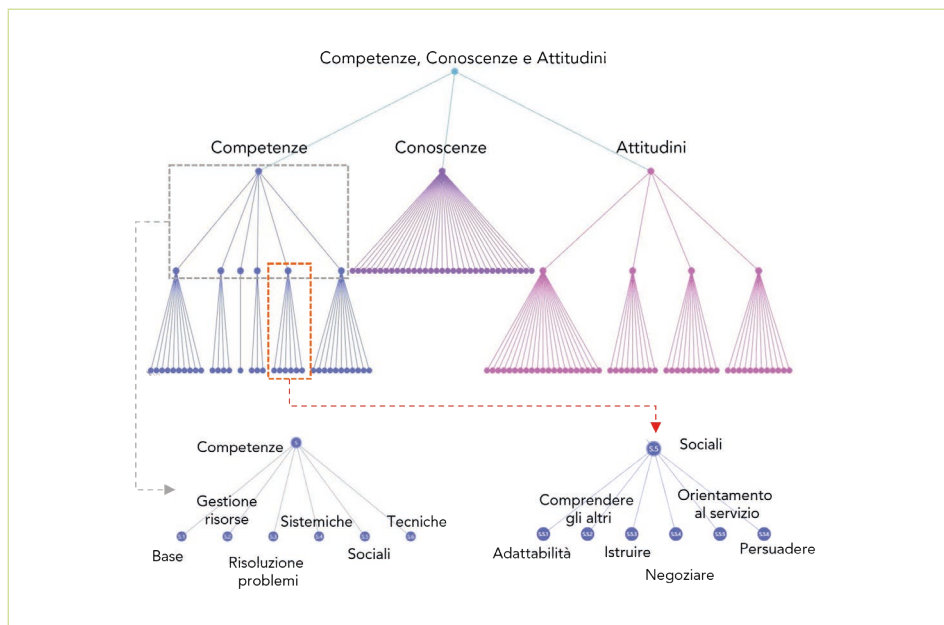 Competenze, Conoscenze e Attitudini
Competenze
Conoscenze
Attitudini
Competenze
S
Gestione
risorse
Sistemiche
Tecniche
Base
Risoluzione
problemi
Sociali
S.5
Sociali
Comprendere
gli altri
Orientamento
al servizio
Adattabilità
Istruire
Negoziare
Persuadere